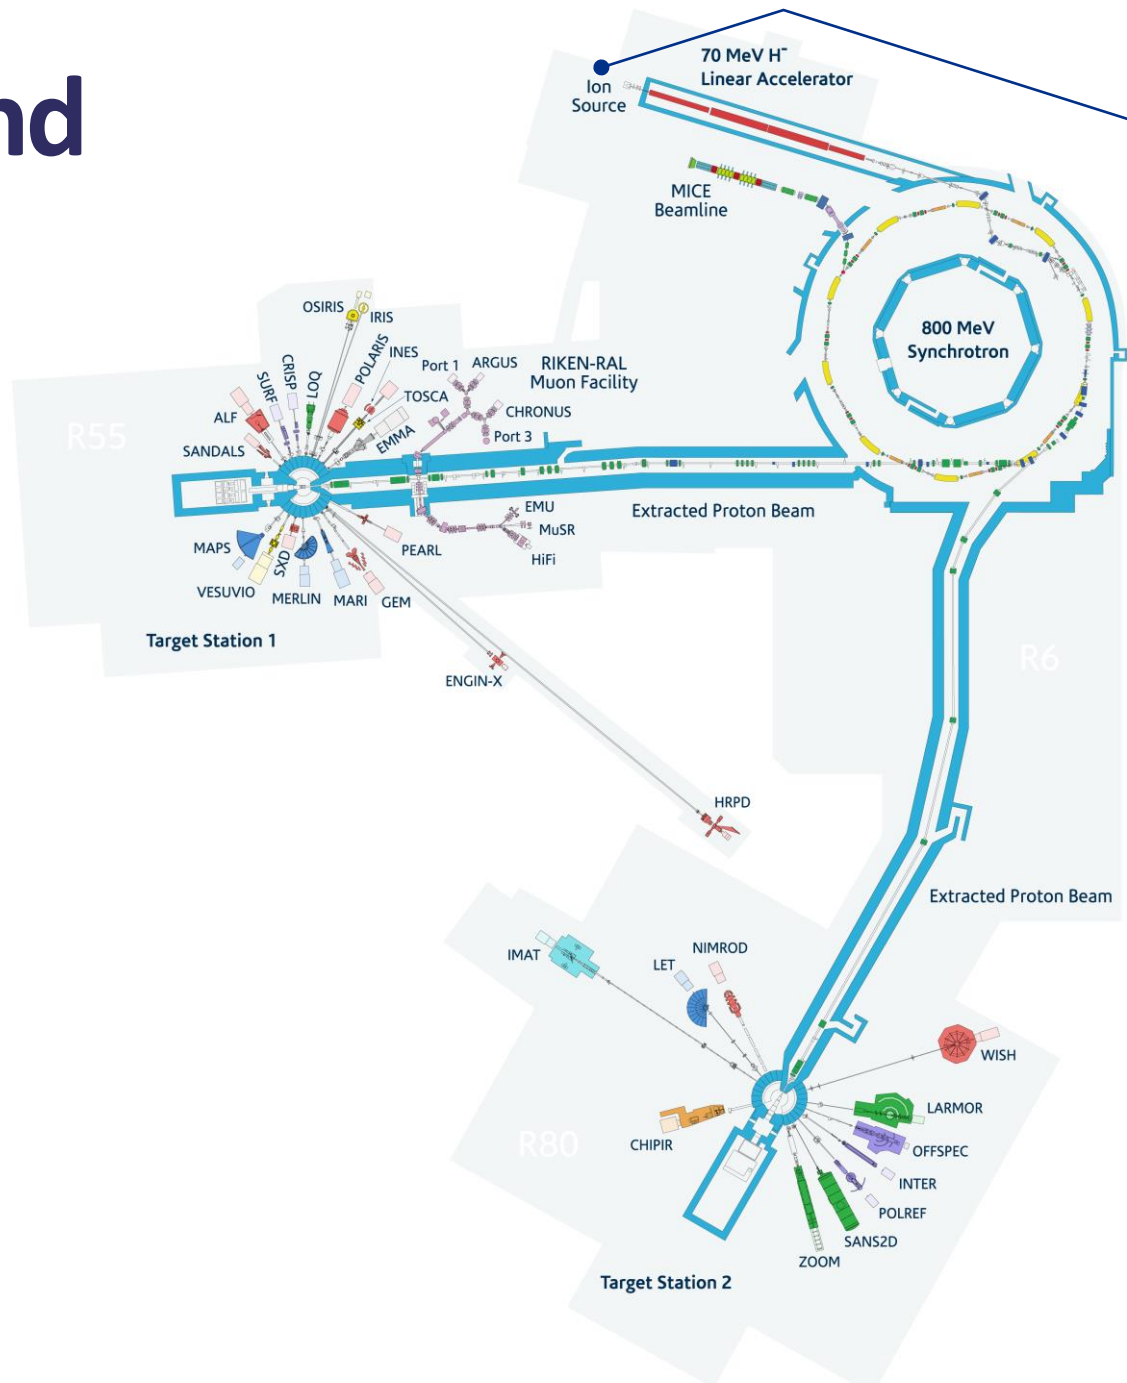 nd
70 MeV H⁻
Linear Accelerator
Ion
Source
MICE
Beamline
800 MeV
Synchrotron
OSIRIS
IRIS
POLARIS
INES
TOSCA
EMMA
LOQ
CRISP
SURF
ALF
SANDALS
R55
Port 1
ARGUS
RIKEN-RAL
Muon Facility
CHRONUS
Port 3
Extracted Proton Beam
EMU
MuSR
HiFi
PEARL
MAPS
VESUVIO
SXD
MERLIN
MARI
GEM
Target Station 1
ENGIN-X
R6
HRPD
Extracted Proton Beam
IMAT
LET
NIMROD
WISH
LARMOR
OFFSPEC
INTER
POLREF
SANS2D
ZOOM
CHIPIR
R80
Target Station 2